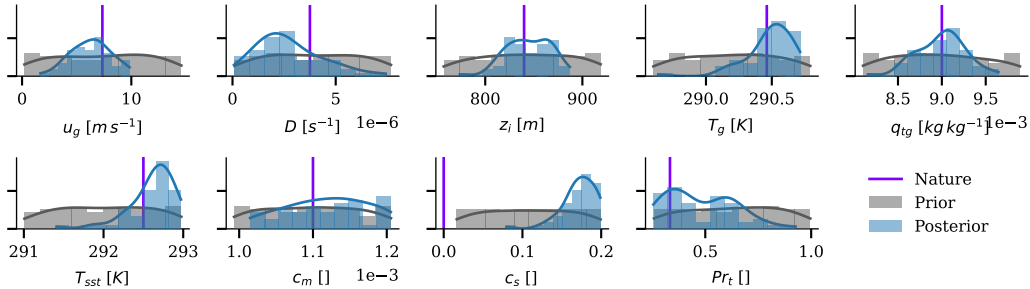 0 10
u_g [m s⁻¹]
0 5
1e−6
D [s⁻¹]
800 900
z_i [m]
290.0 290.5
T_g [K]
8.5 9.0 9.5
1e−3
q_tg [kg kg⁻¹]
291 292 293
T_sst [K]
1.0 1.1 1.2
1e−3
c_m []
0.0 0.1 0.2
c_s []
0.5 1.0
Pr_t []
Nature
Prior
Posterior